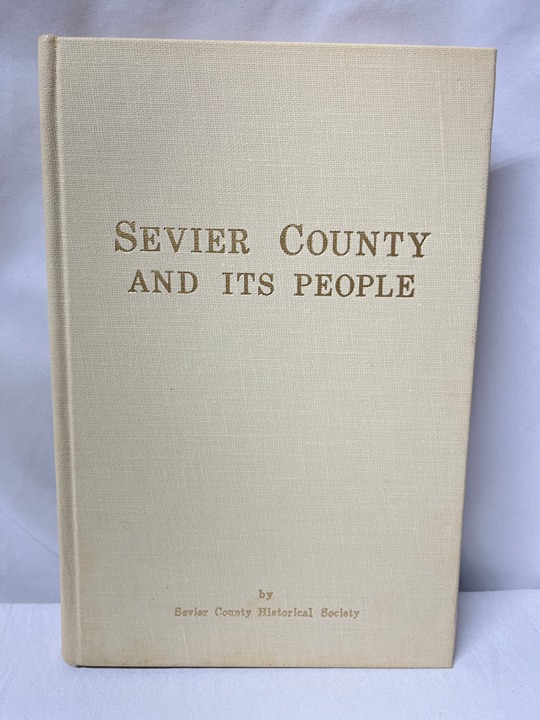 SEVIER COUNTY
AND ITS PEOPLE
by
Sevier County Historical Society